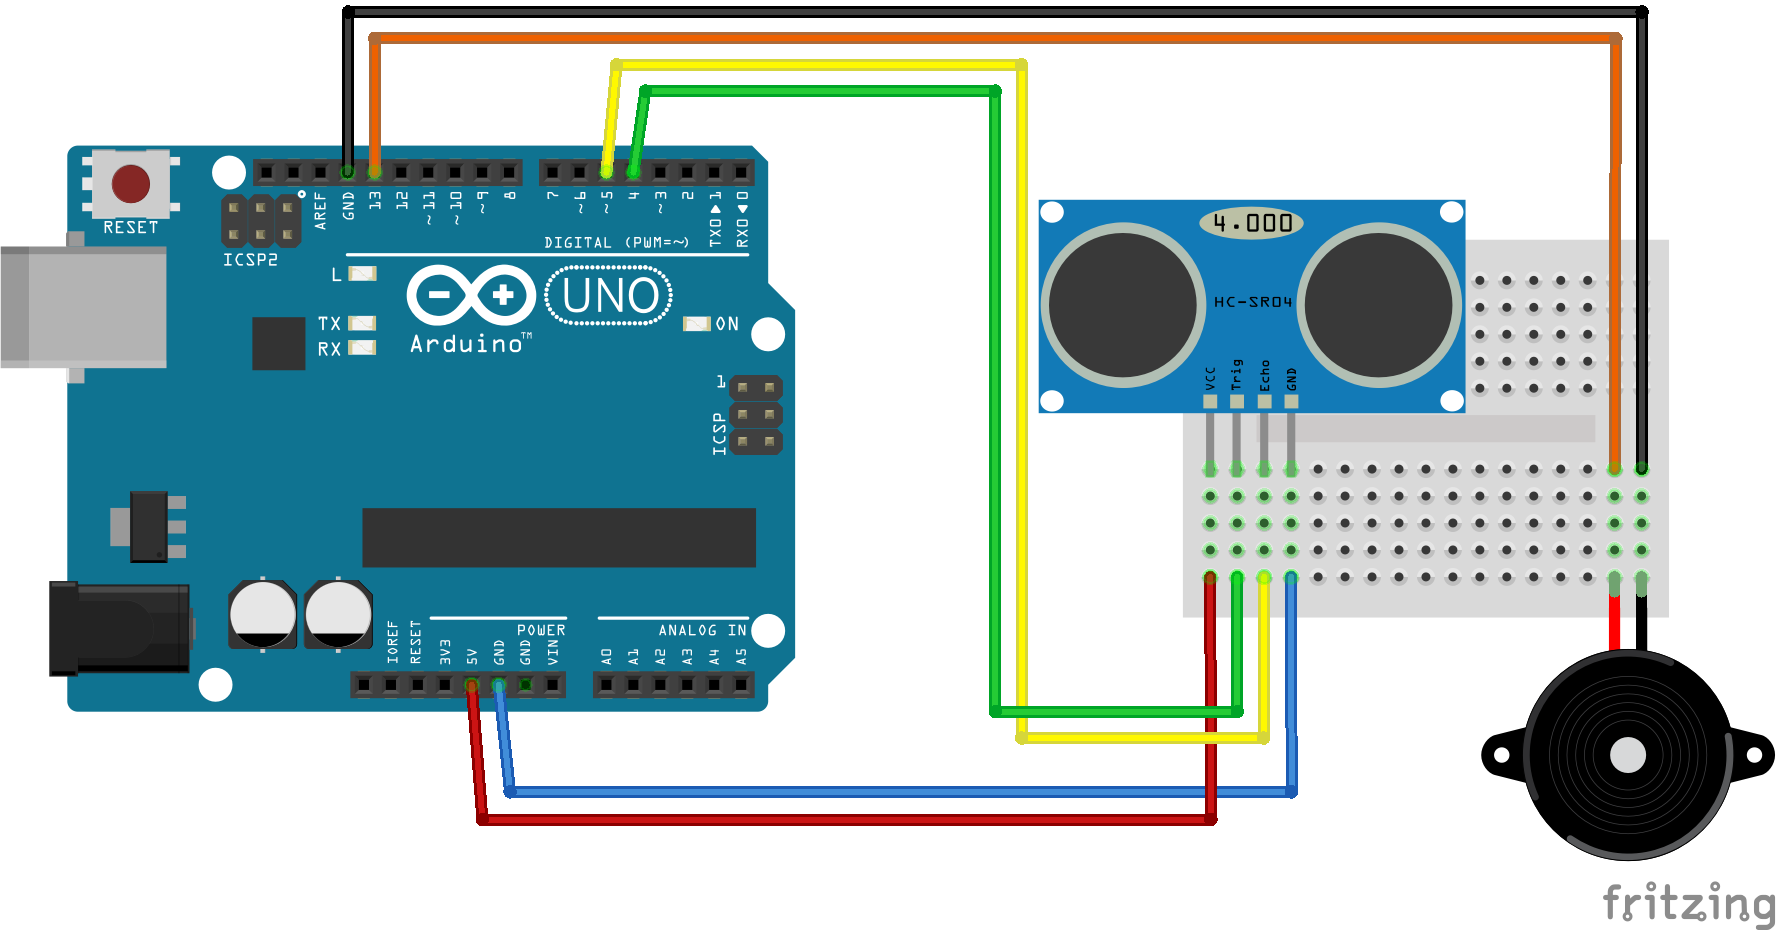 RESET
ICSP2
AREF
GND
13
12
~11
~10
~9
8
7
~6
~5
4
~3
2
TX0▶1
RX0◀0
DIGITAL (PWM=~)
L
TX
RX
UNO
Arduino™
ON
1
ICSP
POWER
ANALOG IN
IOREF
RESET
3V3
5V
GND
GND
VIN
A0
A1
A2
A3
A4
A5
4.000
HC-SR04
VCC
Trig
Echo
GND
fritzing